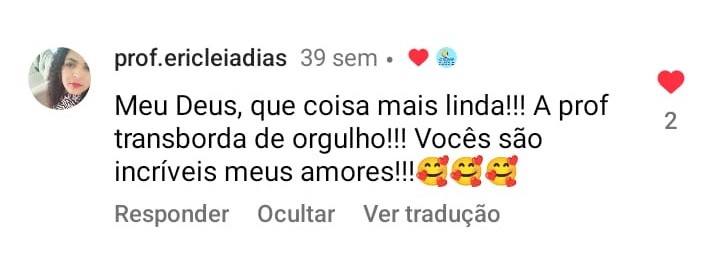 prof.ericleiadias 39 sem •
Meu Deus, que coisa mais linda!!! A prof
transborda de orgulho!!! Vocês são
incríveis meus amores!!!🥰🥰🥰
2
Responder Ocultar Ver tradução